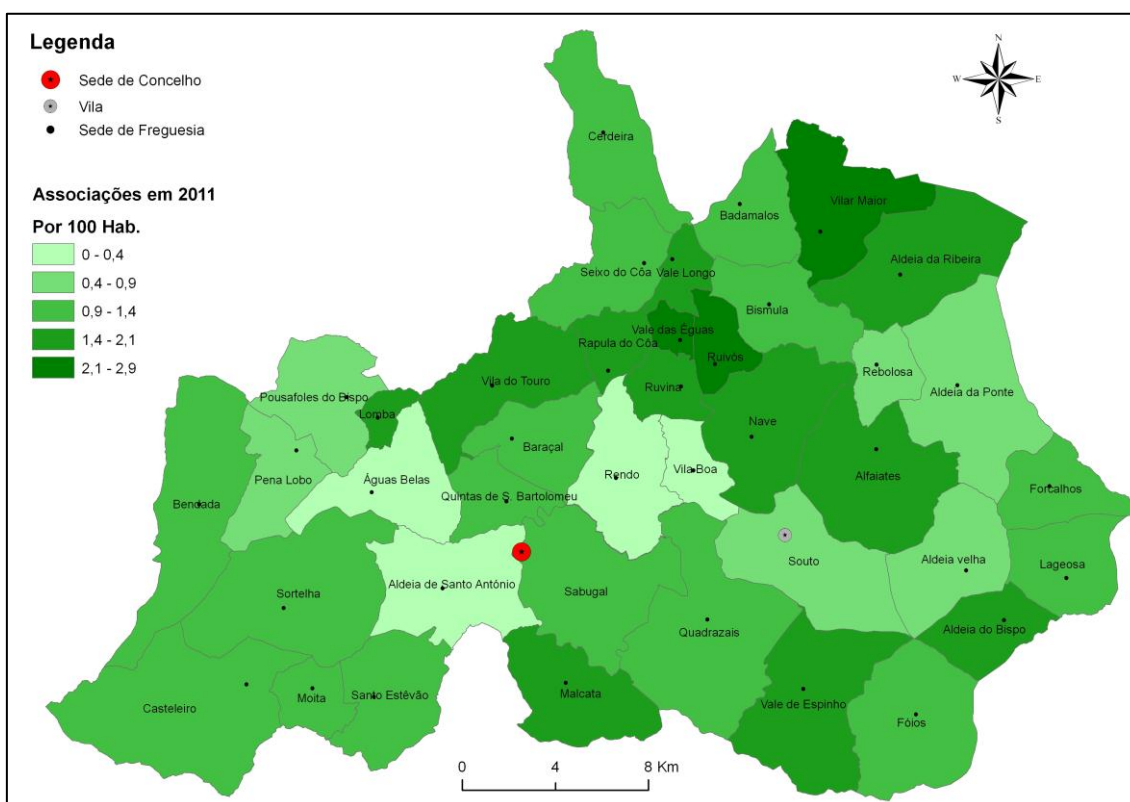 Legenda
Sede de Concelho
Vila
Sede de Freguesia
Associações em 2011
Por 100 Hab.
0 - 0,4
0,4 - 0,9
0,9 - 1,4
1,4 - 2,1
2,1 - 2,9
N
W
E
S
Cerdeira
Badamalos
Vilar Maior
Seixo do Côa
Vale Longo
Aldeia da Ribeira
Bismula
Vale das Éguas
Rapula do Côa
Ruivós
Rebolosa
Vila do Touro
Ruvina
Aldeia da Ponte
Pousafoles do Bispo
Lomba
Nave
Baraçal
Pena Lobo
Águas Belas
Rendo
Vila Boa
Alfaiates
Forcalhos
Bendada
Quintas de S. Bartolomeu
Souto
Aldeia velha
Lageosa
Aldeia de Santo António
Sabugal
Sortelha
Quadrazais
Aldeia do Bispo
Casteleiro
Moita
Santo Estêvão
Malcata
Vale de Espinho
Fóios
0 4 8 Km